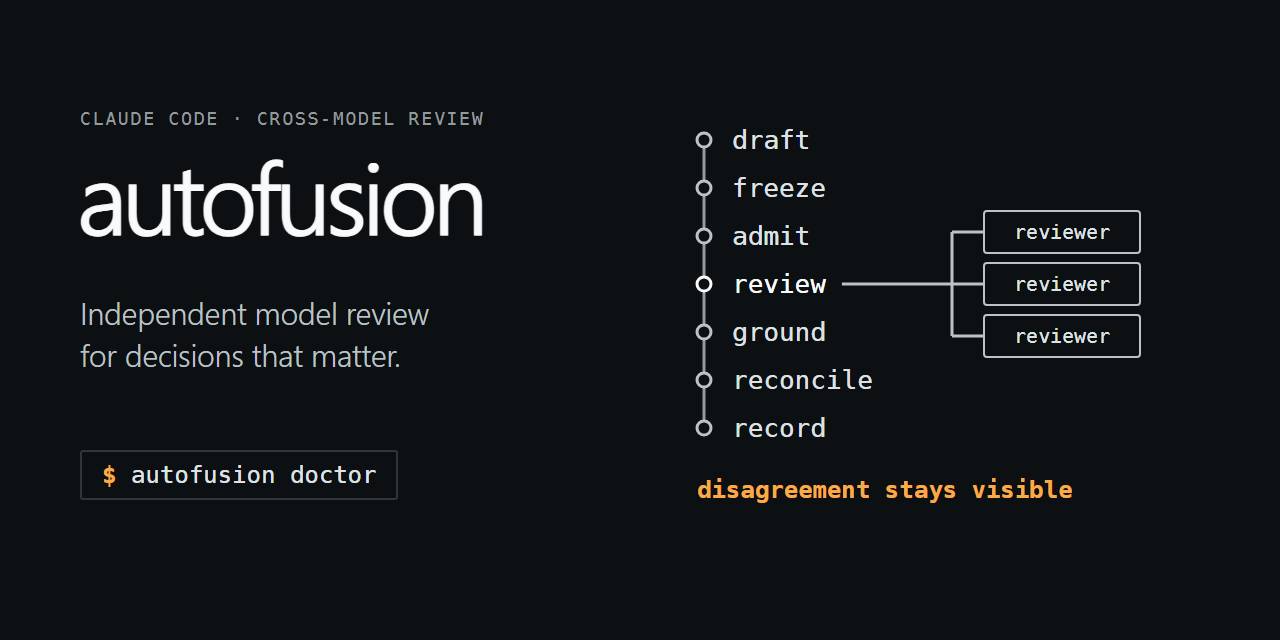 CLAUDE CODE · CROSS-MODEL REVIEW
autofusion
Independent model review
for decisions that matter.
$ autofusion doctor
draft
freeze
admit
review
reviewer
reviewer
reviewer
ground
reconcile
record
disagreement stays visible